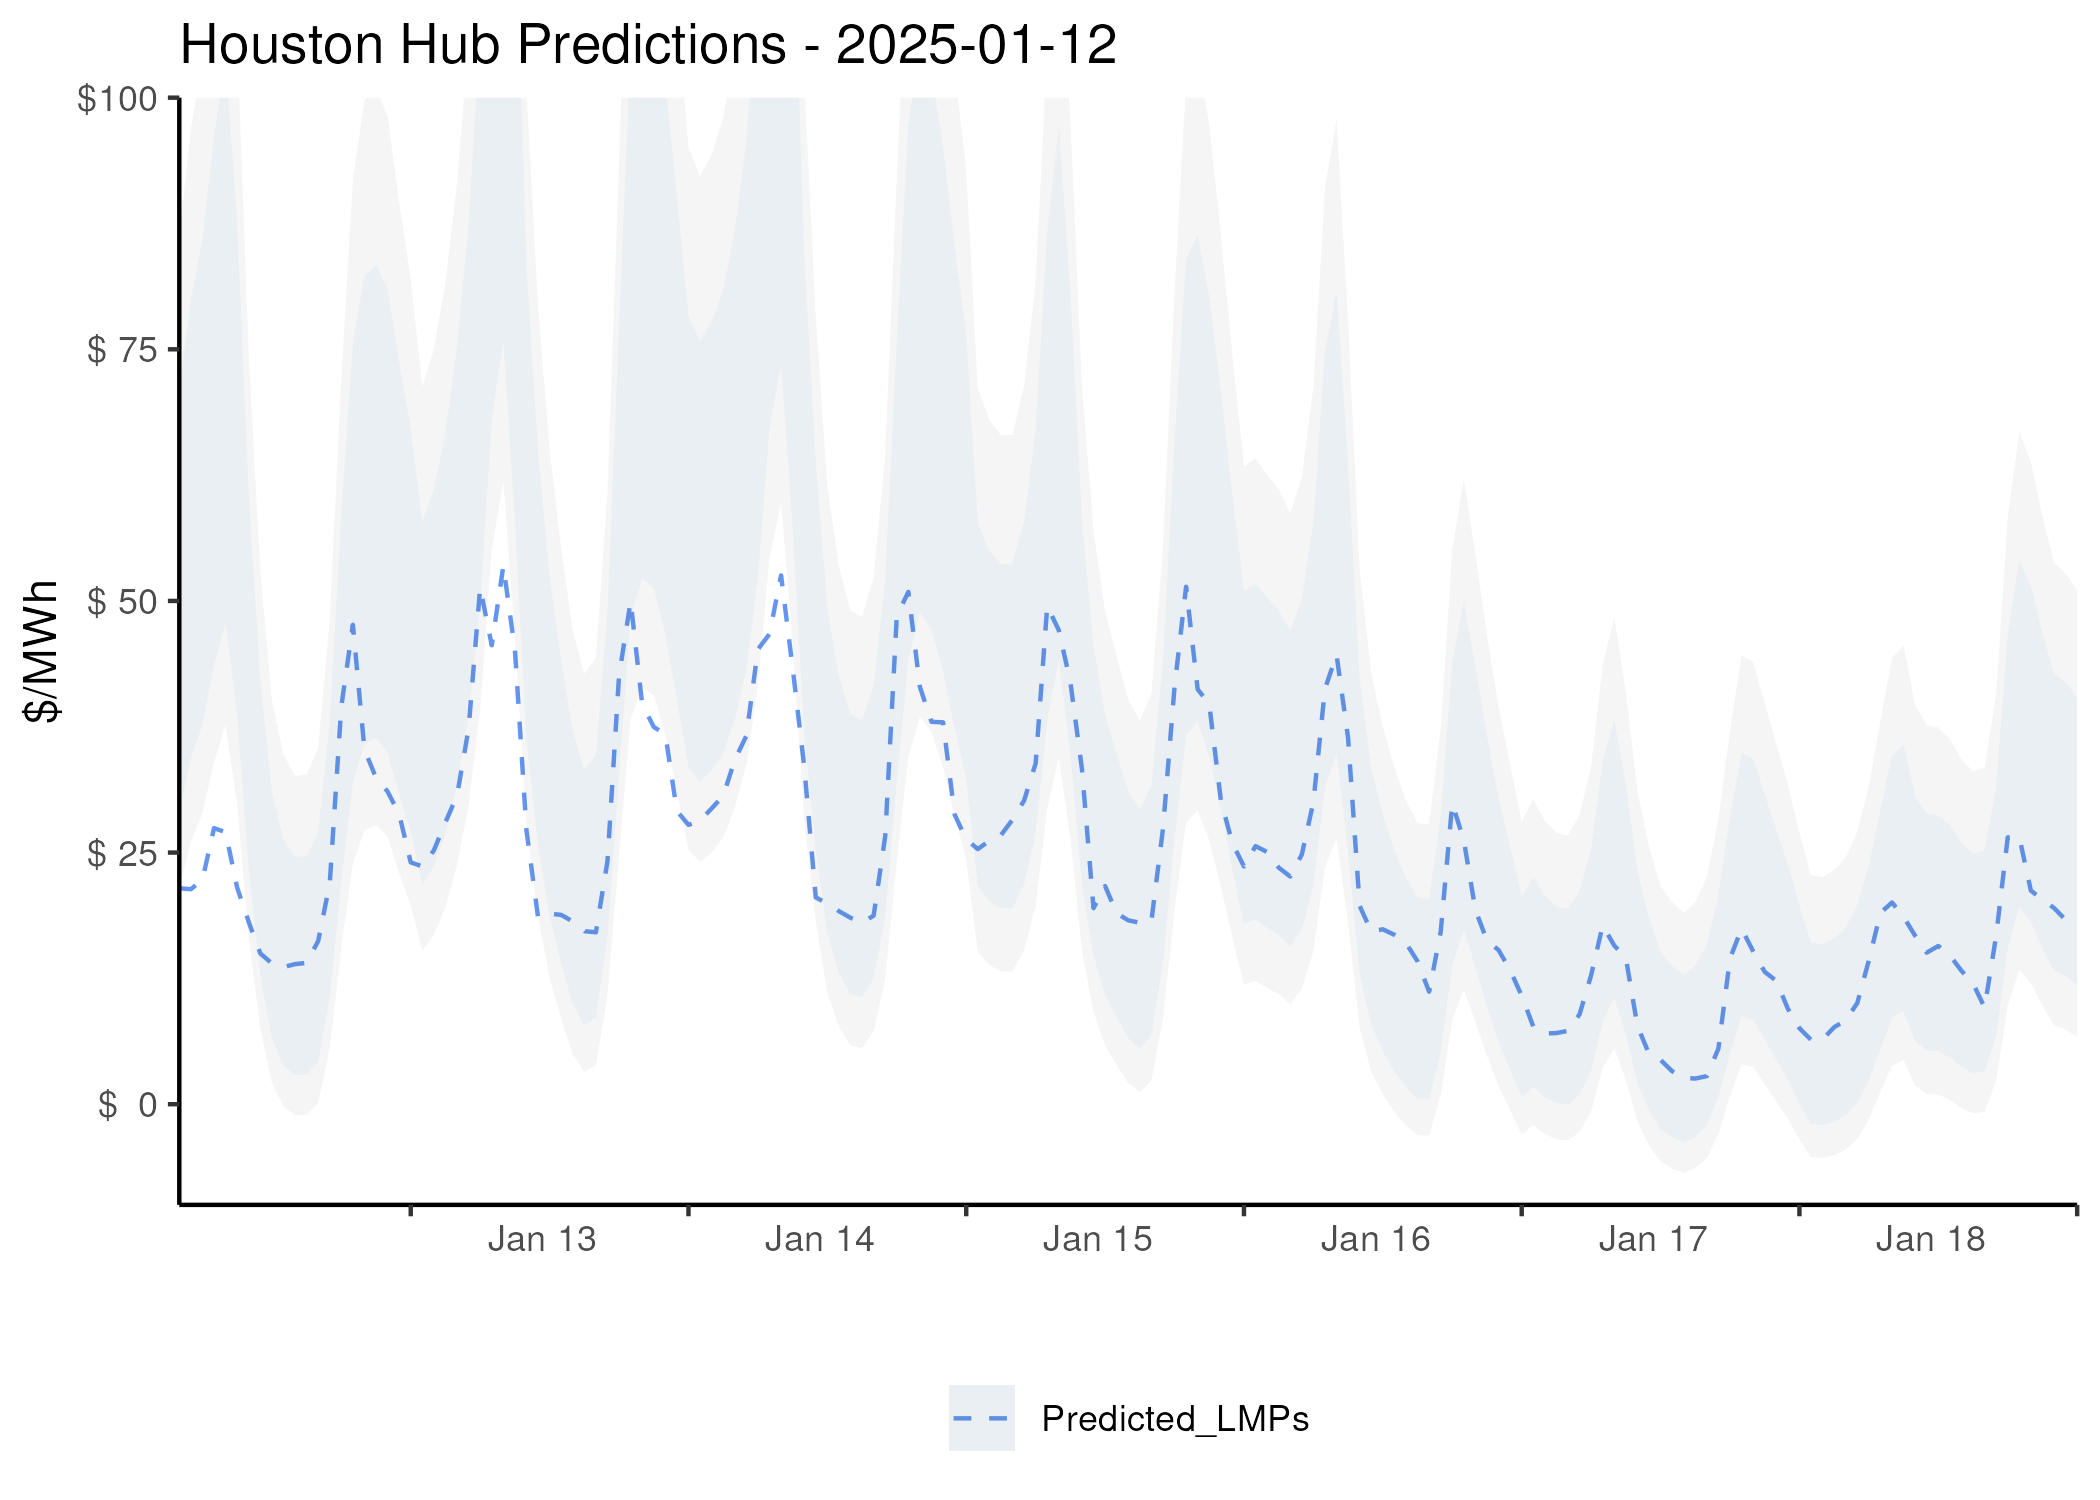 Houston Hub Predictions - 2025-01-12
$100
$ 75
$ 50
$ 25
$  0
$/MWh
Jan 13 Jan 14 Jan 15 Jan 16 Jan 17 Jan 18
Predicted_LMPs